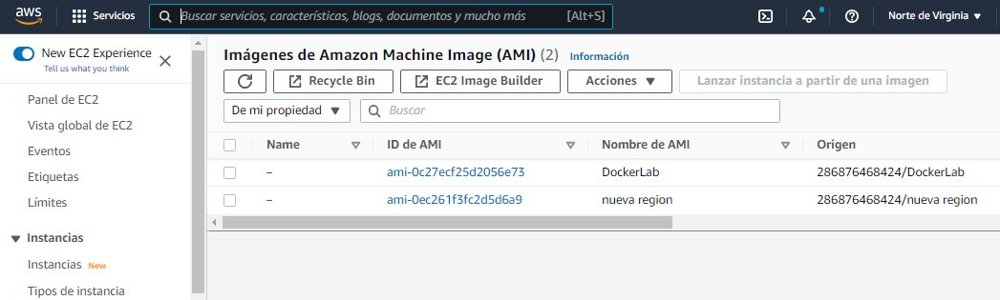 aws Servicios Buscar servicios, características, blogs, documentos y mucho más [Alt+S] Norte de Virginia
New EC2 Experience
Tell us what you think
Panel de EC2
Vista global de EC2
Eventos
Etiquetas
Límites
Instancias
Instancias New
Tipos de instancia
Imágenes de Amazon Machine Image (AMI) (2) Información
Recycle Bin EC2 Image Builder Acciones Lanzar instancia a partir de una imagen
De mi propiedad Buscar
Name ID de AMI Nombre de AMI Origen
– ami-0c27ecf25d2056e73 DockerLab 286876468424/DockerLab
– ami-0ec261f3fc2d5d6a9 nueva region 286876468424/nueva region